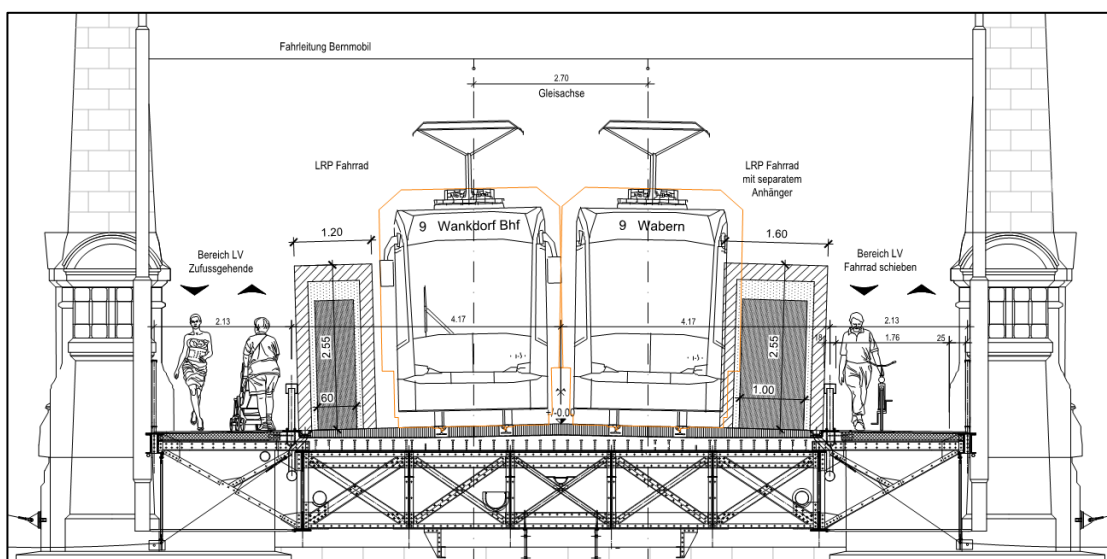 Fahrleitung Bernmobil
2.70
Gleisachse
LRP Fahrrad
LRP Fahrrad
mit separatem
Anhänger
9 Wankdorf Bhf
9 Wabern
1.20
1.60
Bereich LV
Zufussgehende
Bereich LV
Fahrrad schieben
2.13
4.17
4.17
2.13
18
1.76
25
2.55
2.55
60
1.00
+/-0.00